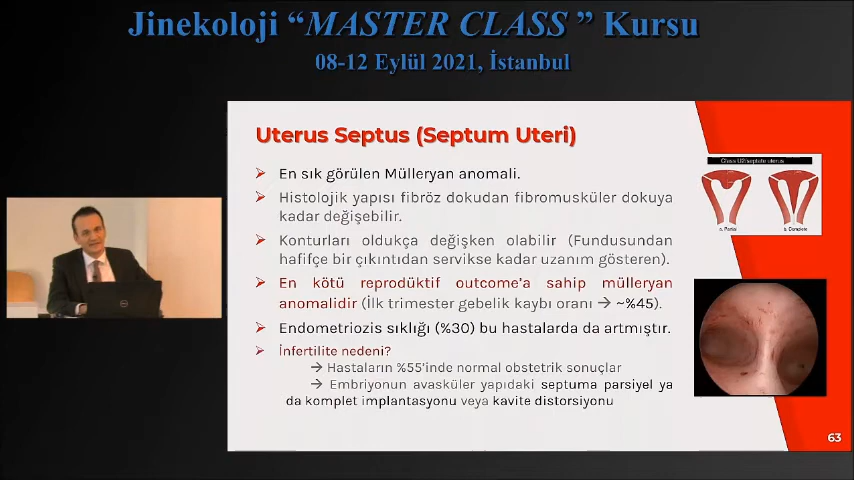 Jinekoloji “MASTER CLASS ” Kursu
08-12 Eylül 2021, İstanbul
Uterus Septus (Septum Uteri)
En sık görülen Mülleryan anomali.
Histolojik yapısı fibröz dokudan fibromusküler dokuya
kadar değişebilir.
Konturları oldukça değişken olabilir (Fundusundan
hafifçe bir çıkıntıdan servikse kadar uzanım gösteren).
En kötü reprodüktif outcome’a sahip mülleryan
anomalidir (İlk trimester gebelik kaybı oranı → ~%45).
Endometriozis sıklığı (%30) bu hastalarda da artmıştır.
İnfertilite nedeni?
→ Hastaların %55’inde normal obstetrik sonuçlar
→ Embriyonun avasküler yapıdaki septuma parsiyel ya
da komplet implantasyonu veya kavite distorsiyonu
Class U2/septate uterus
a. Partial
b. Complete
63